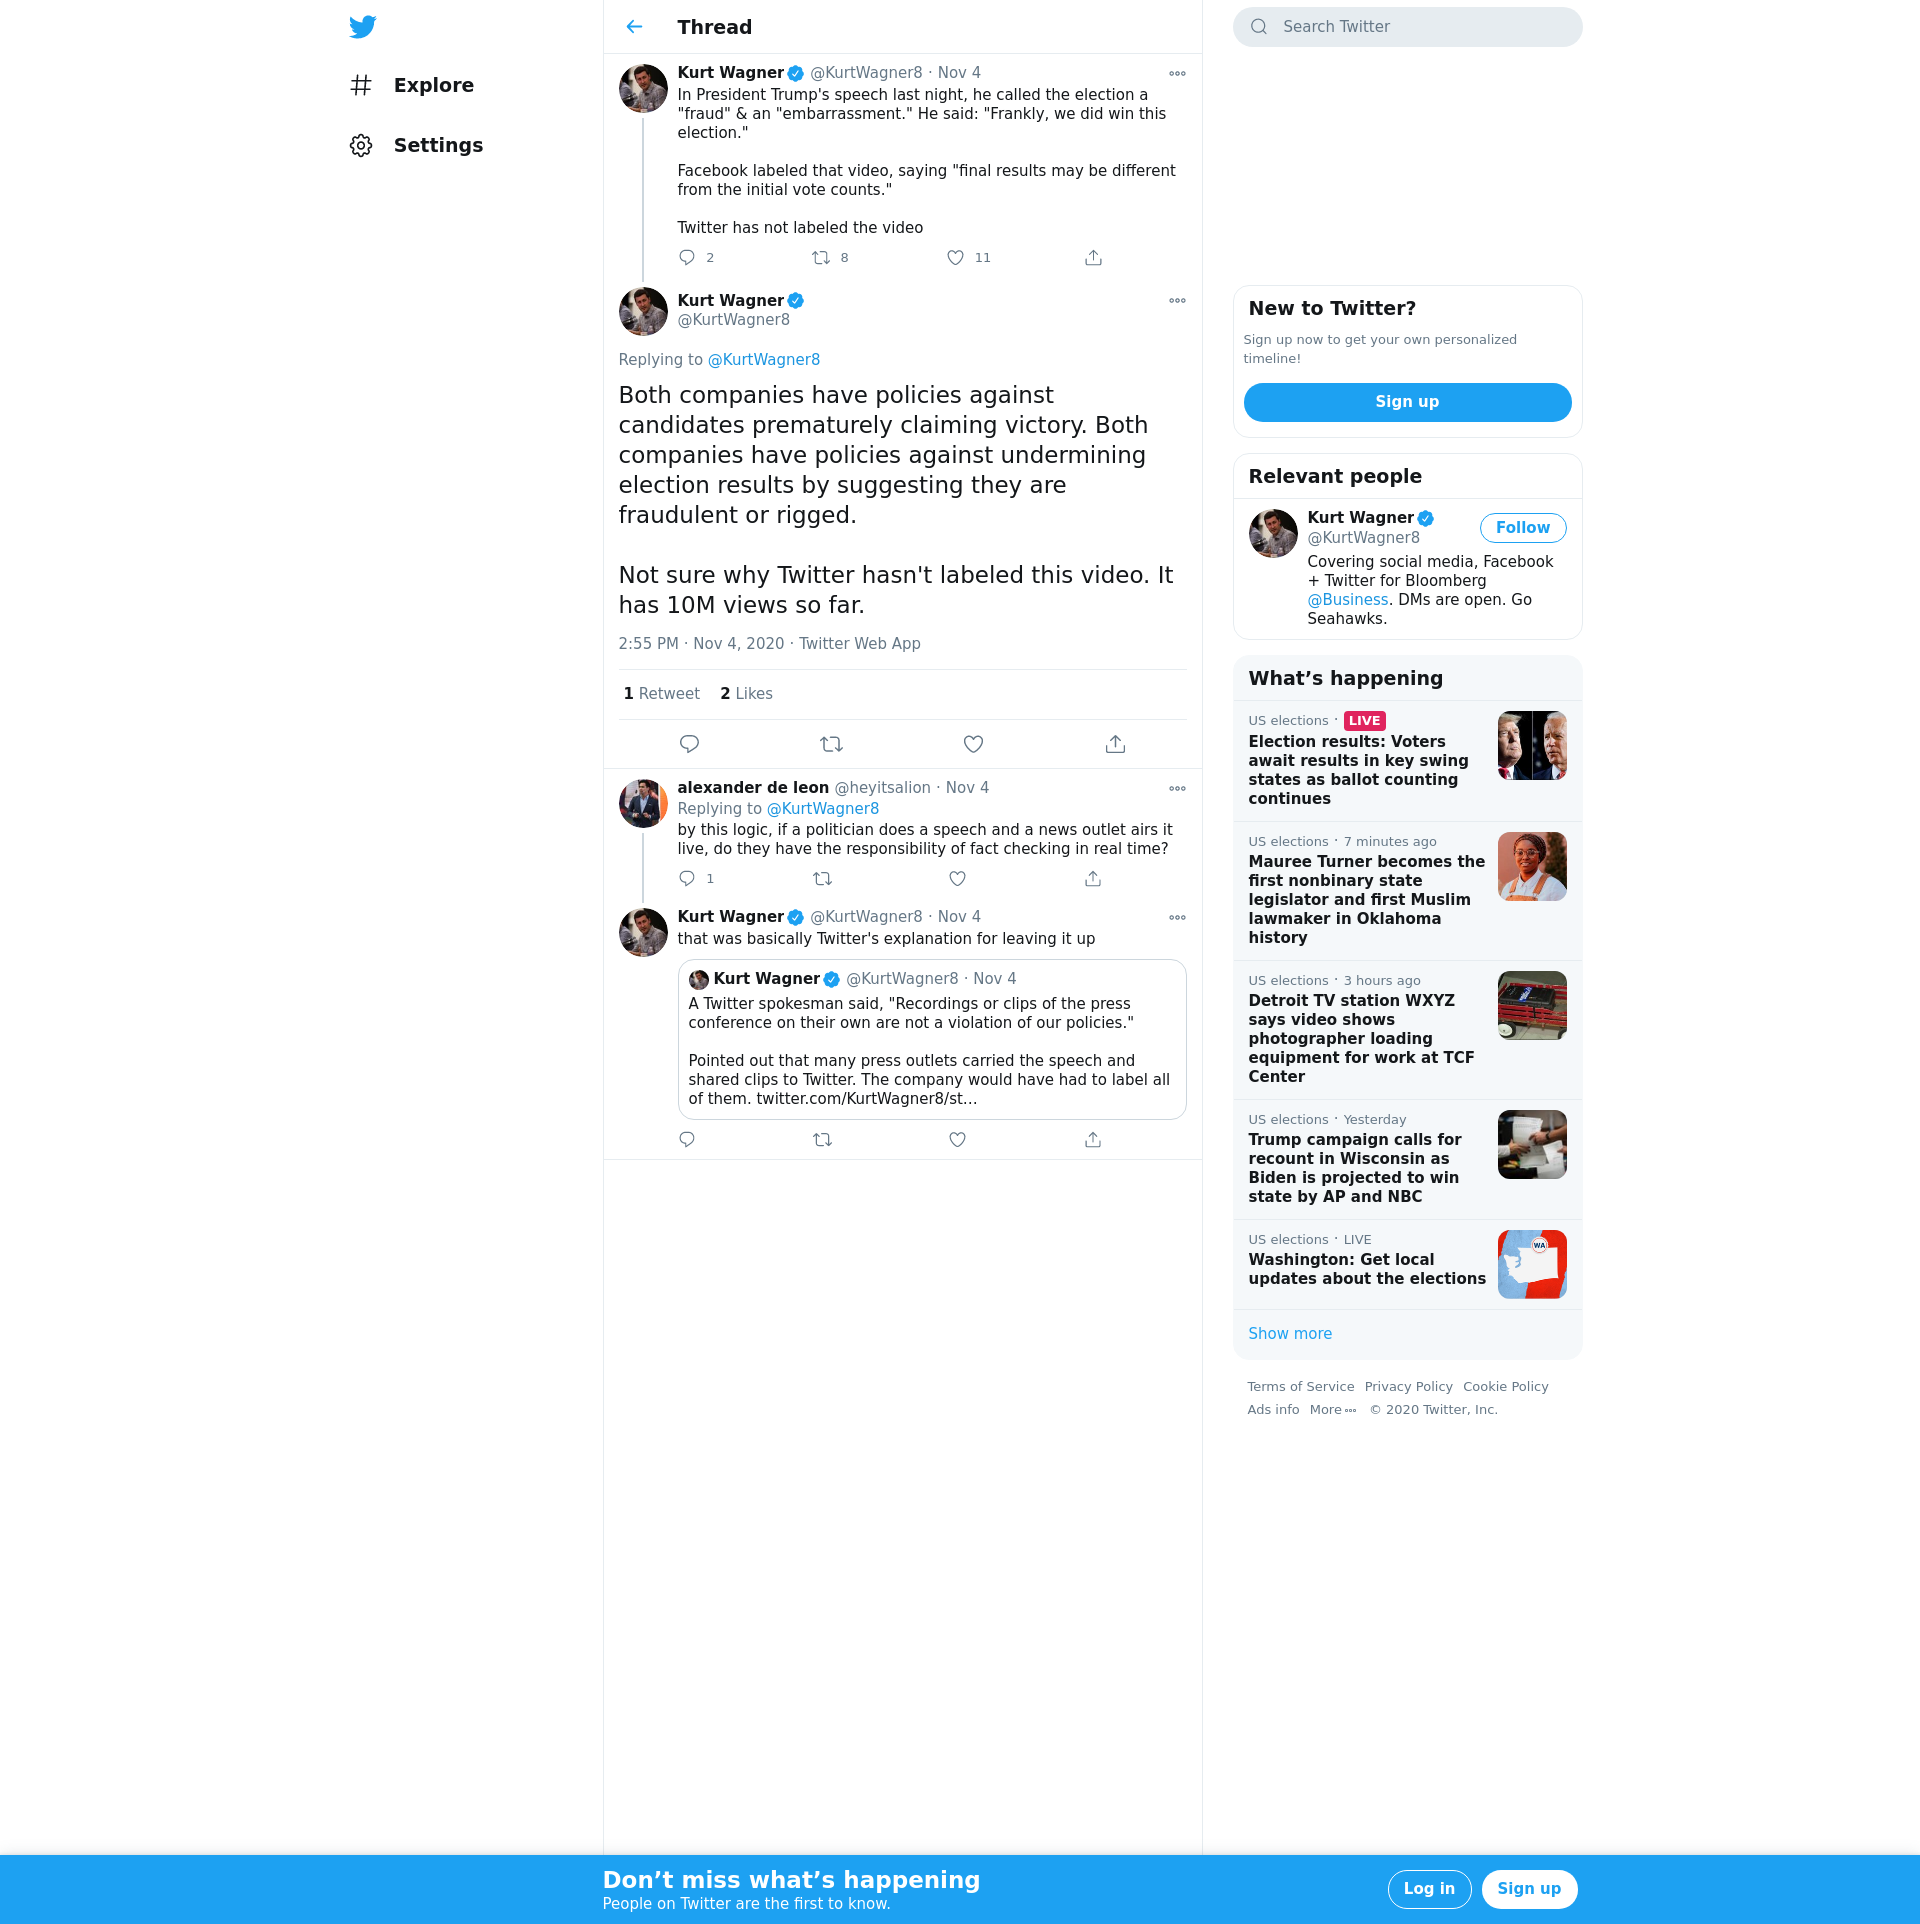 Explore
Settings
Thread
Kurt Wagner @KurtWagner8 · Nov 4
In President Trump's speech last night, he called the election a
"fraud" & an "embarrassment." He said: "Frankly, we did win this
election."
Facebook labeled that video, saying "final results may be different
from the initial vote counts."
Twitter has not labeled the video
2 8 11
Kurt Wagner
@KurtWagner8
Replying to @KurtWagner8
Both companies have policies against
candidates prematurely claiming victory. Both
companies have policies against undermining
election results by suggesting they are
fraudulent or rigged.
Not sure why Twitter hasn't labeled this video. It
has 10M views so far.
2:55 PM · Nov 4, 2020 · Twitter Web App
1 Retweet 2 Likes
alexander de leon @heyitsalion · Nov 4
Replying to @KurtWagner8
by this logic, if a politician does a speech and a news outlet airs it
live, do they have the responsibility of fact checking in real time?
1
Kurt Wagner @KurtWagner8 · Nov 4
that was basically Twitter's explanation for leaving it up
Kurt Wagner @KurtWagner8 · Nov 4
A Twitter spokesman said, "Recordings or clips of the press
conference on their own are not a violation of our policies."
Pointed out that many press outlets carried the speech and
shared clips to Twitter. The company would have had to label all
of them. twitter.com/KurtWagner8/st…
Search Twitter
New to Twitter?
Sign up now to get your own personalized
timeline!
Sign up
Relevant people
Kurt Wagner
@KurtWagner8
Follow
Covering social media, Facebook
+ Twitter for Bloomberg
@Business. DMs are open. Go
Seahawks.
What’s happening
US elections · LIVE
Election results: Voters
await results in key swing
states as ballot counting
continues
US elections · 7 minutes ago
Mauree Turner becomes the
first nonbinary state
legislator and first Muslim
lawmaker in Oklahoma
history
US elections · 3 hours ago
Detroit TV station WXYZ
says video shows
photographer loading
equipment for work at TCF
Center
US elections · Yesterday
Trump campaign calls for
recount in Wisconsin as
Biden is projected to win
state by AP and NBC
US elections · LIVE
Washington: Get local
updates about the elections
WA
Show more
Terms of Service Privacy Policy Cookie Policy
Ads info More © 2020 Twitter, Inc.
Don’t miss what’s happening
People on Twitter are the first to know.
Log in
Sign up